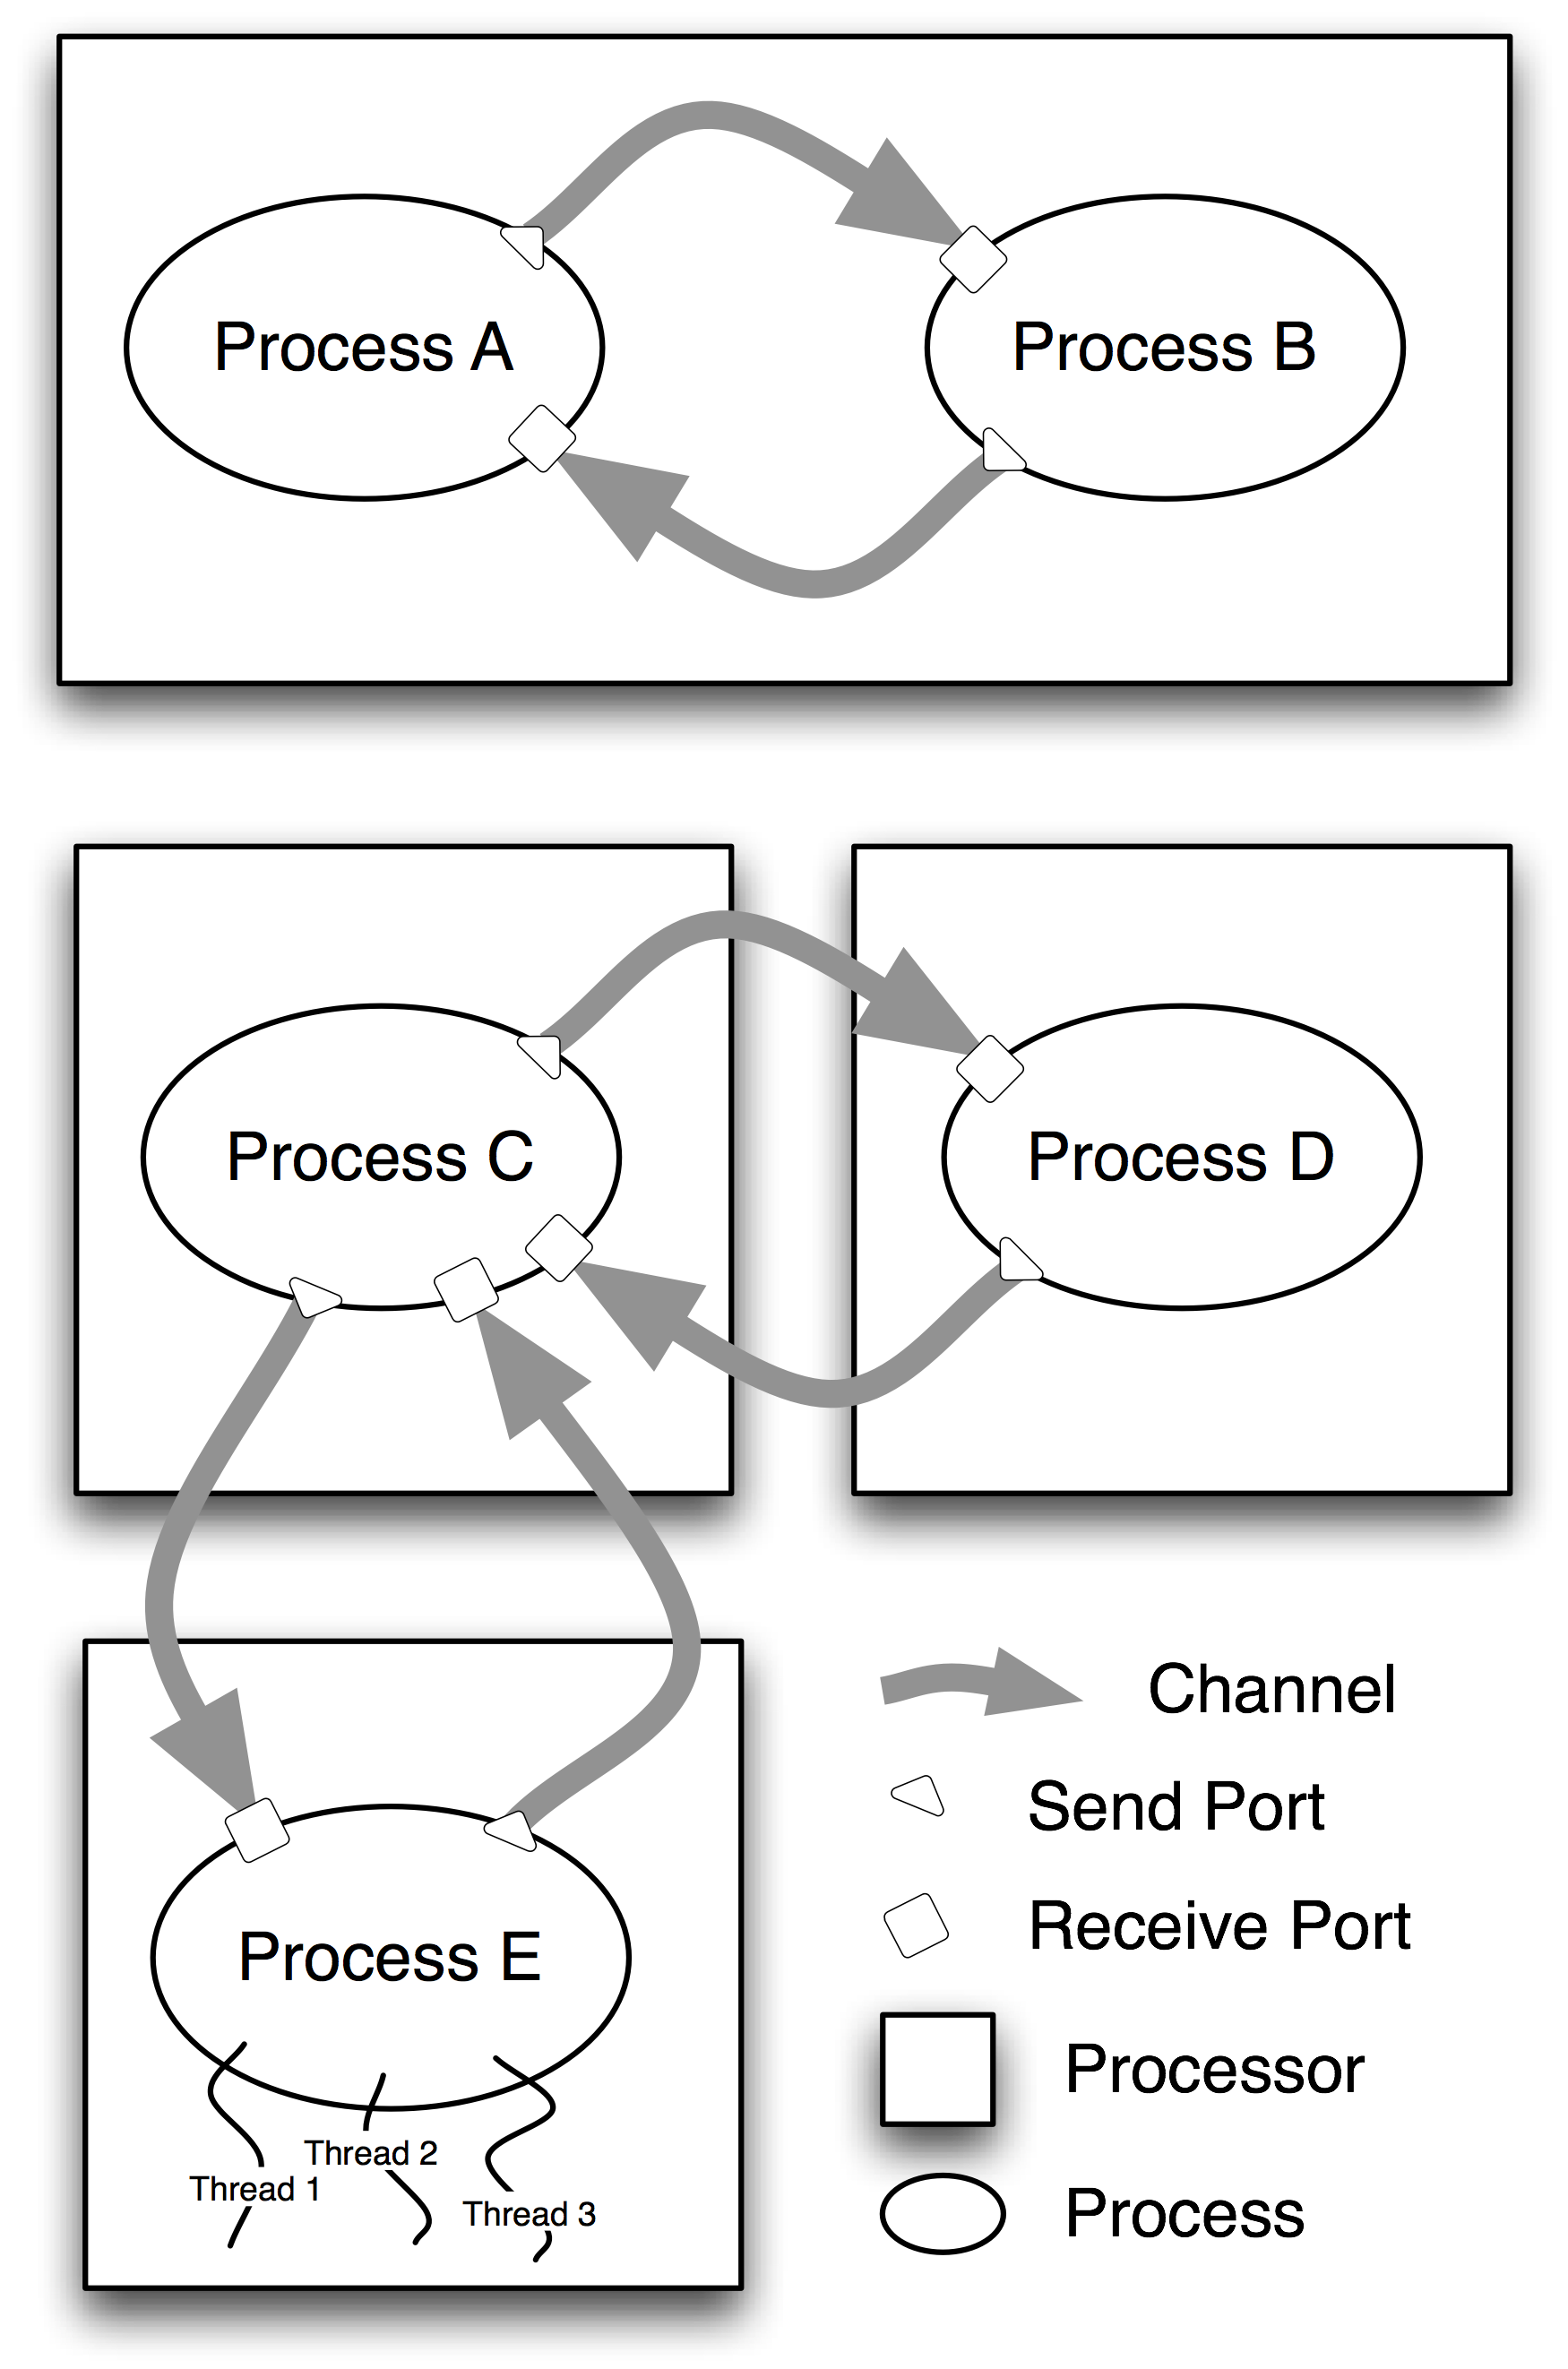 Process A
Process B
Process C
Process D
Process E
Thread 1
Thread 2
Thread 3
Channel
Send Port
Receive Port
Processor
Process